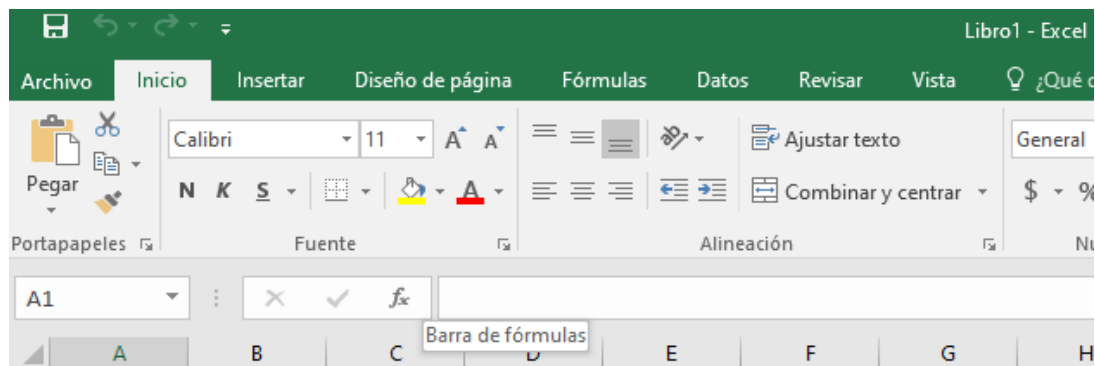 Libro1 - Excel
Archivo Inicio Insertar Diseño de página Fórmulas Datos Revisar Vista ¿Qué
Calibri 11 A A Ajustar texto General
Pegar N K S A Combinar y centrar $ %
Portapapeles Fuente Alineación
A1 fx
Barra de fórmulas
A B C D E F G H